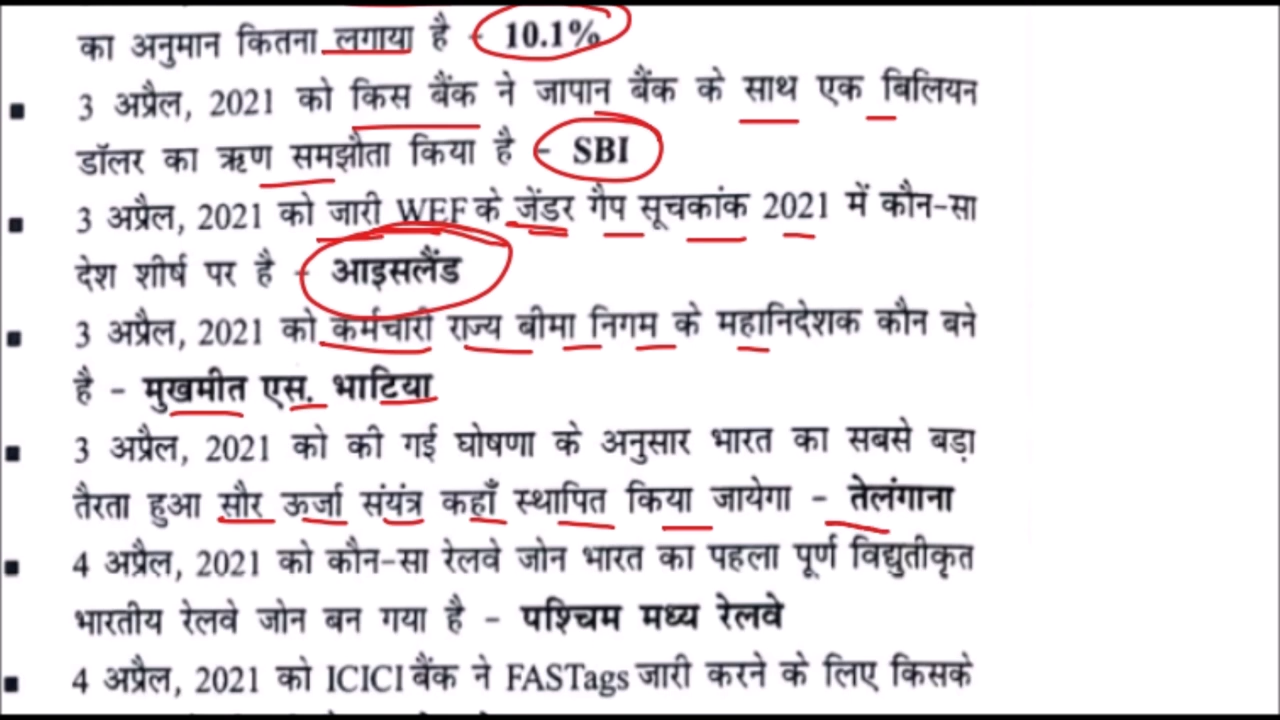 का अनुमान कितना लगाया है - 10.1%
▪ 3 अप्रैल, 2021 को किस बैंक ने जापान बैंक के साथ एक बिलियन
डॉलर का ऋण समझौता किया है - SBI
▪ 3 अप्रैल, 2021 को जारी WEF के जेंडर गैप सूचकांक 2021 में कौन-सा
देश शीर्ष पर है - आइसलैंड
▪ 3 अप्रैल, 2021 को कर्मचारी राज्य बीमा निगम के महानिदेशक कौन बने
है - मुखमीत एस. भाटिया
▪ 3 अप्रैल, 2021 को की गई घोषणा के अनुसार भारत का सबसे बड़ा
तैरता हुआ सौर ऊर्जा संयंत्र कहाँ स्थापित किया जायेगा - तेलंगाना
▪ 4 अप्रैल, 2021 को कौन-सा रेलवे जोन भारत का पहला पूर्ण विद्युतीकृत
भारतीय रेलवे जोन बन गया है - पश्चिम मध्य रेलवे
▪ 4 अप्रैल, 2021 को ICICI बैंक ने FASTags जारी करने के लिए किसके